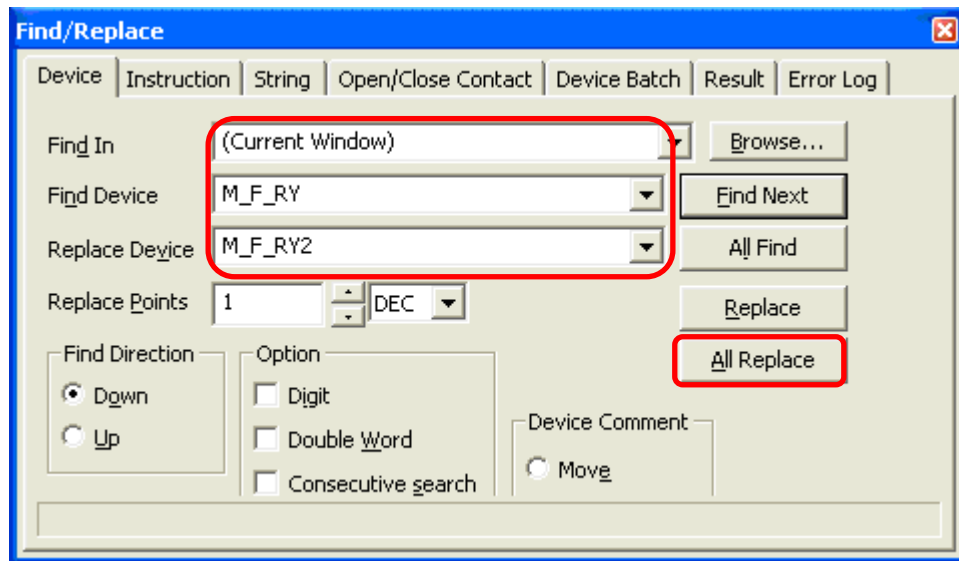 Find/Replace
Device Instruction String Open/Close Contact Device Batch Result Error Log
Find In (Current Window) Browse...
Find Device M_F_RY Find Next
Replace Device M_F_RY2 All Find
Replace Points 1 DEC Replace
Find Direction Option All Replace
Down Digit
Up Double Word Device Comment
Consecutive search Move